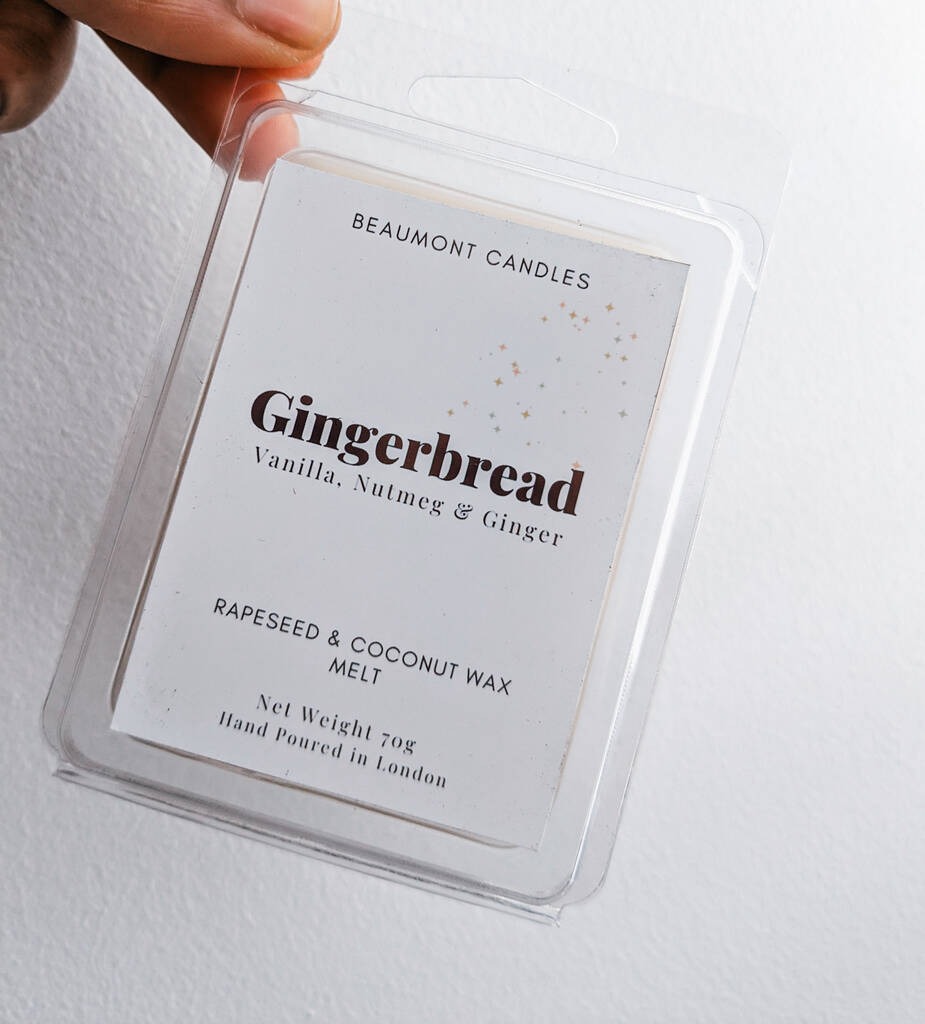 BEAUMONT CANDLES
Gingerbread
Vanilla, Nutmeg & Ginger
RAPESEED & COCONUT WAX
MELT
Net Weight 70g
Hand Poured in London